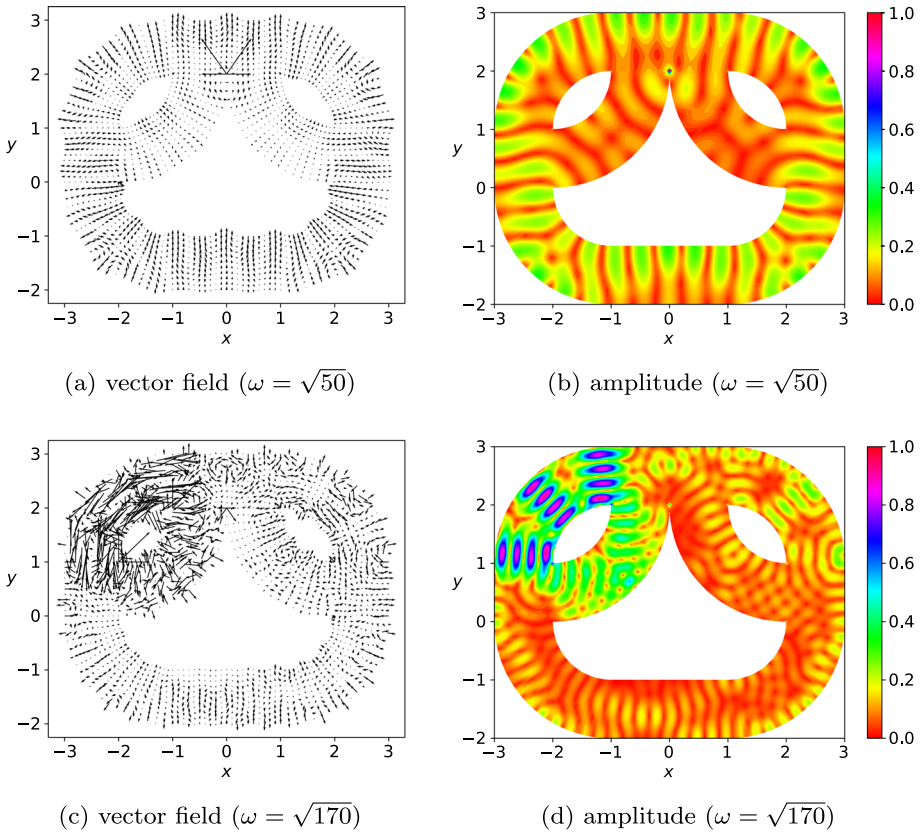 3
2
1
y
0
−1
−2
−3 −2 −1 0 1 2 3
x
(a) vector field (ω = √50)
3
2
1
y
0
−1
−2
−3 −2 −1 0 1 2 3
x
1.0
0.8
0.6
0.4
0.2
0.0
(b) amplitude (ω = √50)
3
2
1
y
0
−1
−2
−3 −2 −1 0 1 2 3
x
(c) vector field (ω = √170)
3
2
1
y
0
−1
−2
−3 −2 −1 0 1 2 3
x
1.0
0.8
0.6
0.4
0.2
0.0
(d) amplitude (ω = √170)